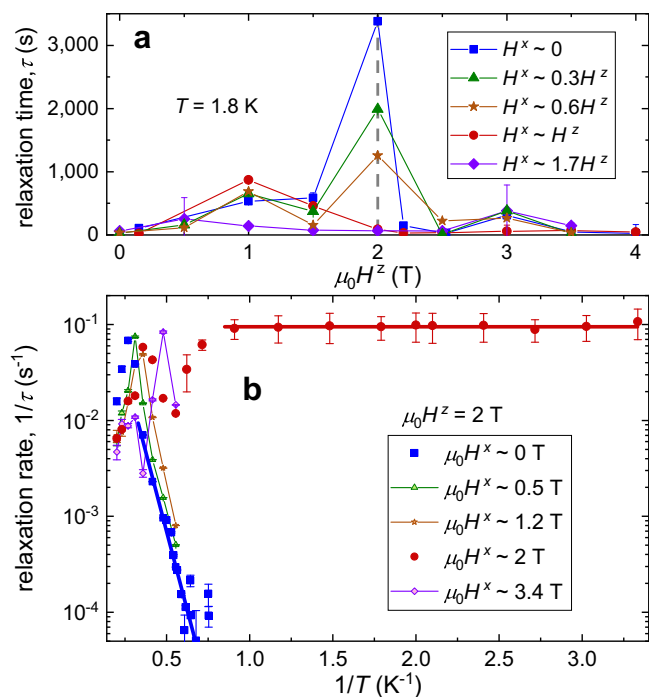 a
relaxation time, τ (s)
3,000
2,000
1,000
0
T = 1.8 K
H^x ~ 0
H^x ~ 0.3H^z
H^x ~ 0.6H^z
H^x ~ H^z
H^x ~ 1.7H^z
0 1 2 3 4
μ₀H^z (T)
b
relaxation rate, 1/τ (s⁻¹)
10⁻¹
10⁻²
10⁻³
10⁻⁴
μ₀H^z = 2 T
μ₀H^x ~ 0 T
μ₀H^x ~ 0.5 T
μ₀H^x ~ 1.2 T
μ₀H^x ~ 2 T
μ₀H^x ~ 3.4 T
0.5 1.0 1.5 2.0 2.5 3.0
1/T (K⁻¹)